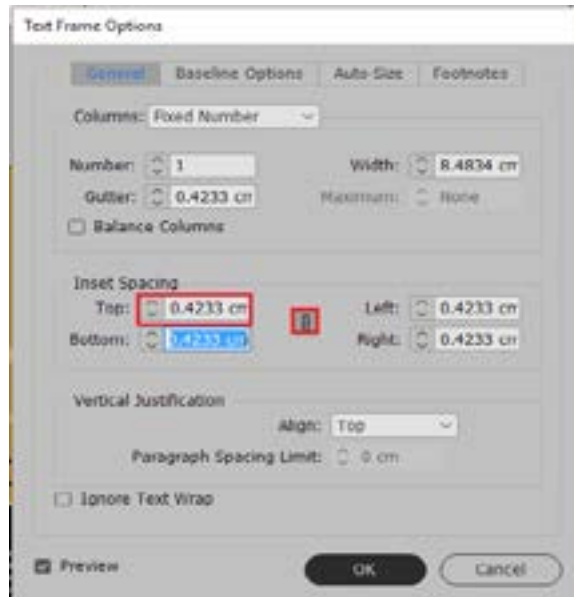 Text Frame Options
General Baseline Options Auto-Size Footnotes
Columns: Fixed Number
Number: 1 Width: 8.4834 cm
Gutter: 0.4233 cm Maximum: None
Balance Columns
Inset Spacing
Top: 0.4233 cm Left: 0.4233 cm
Bottom: 0.4233 cm Right: 0.4233 cm
Vertical Justification
Align: Top
Paragraph Spacing Limit: 0 cm
Ignore Text Wrap
Preview OK Cancel